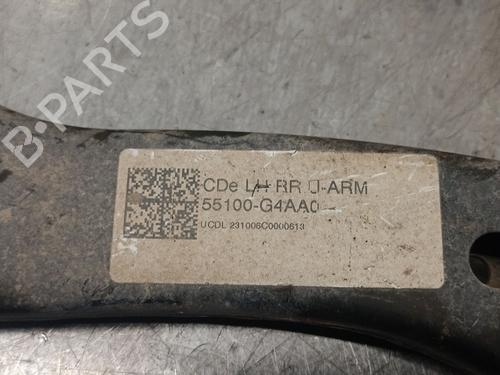 B-PARTS
CDe LH RR U-ARM
55100-G4AA0
UCDL 231006C0000613